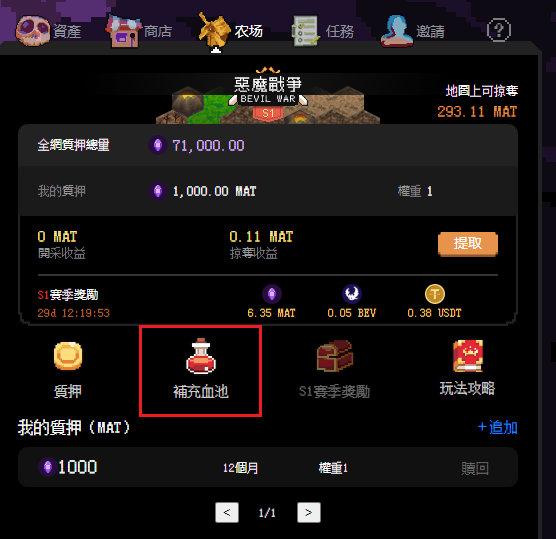 資產 商店 农场 任務 邀請 ?
惡魔戰爭
BEVIL WAR
S1
地圖上可掠奪
293.11 MAT
全網質押總量 71,000.00
我的質押 1,000.00 MAT 權重 1
0 MAT 0.11 MAT 提取
開采收益 掠奪收益
S1賽季獎勵
29d 12:19:53 6.35 MAT 0.05 BEV 0.38 USDT
質押 補充血池 S1賽季獎勵 玩法攻略
我的質押（MAT） +追加
1000 12個月 權重1 贖回
< 1/1 >